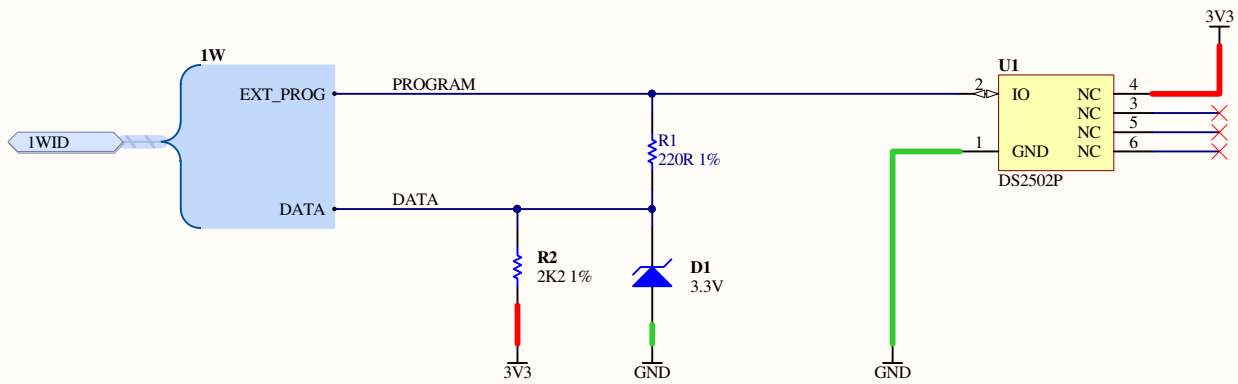 3V3
1W
U1
EXT_PROG
PROGRAM
2
IO
NC
4
NC
3
1WID
R1
NC
5
220R 1%
1
GND
NC
6
DS2502P
DATA
DATA
R2
D1
2K2 1%
3.3V
3V3
GND
GND